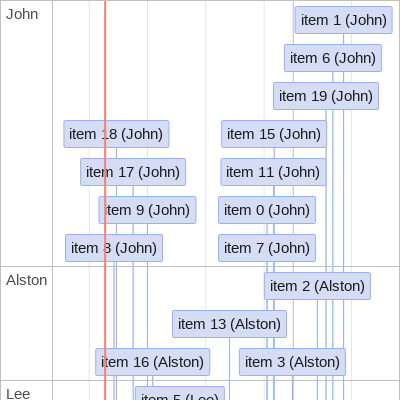 John
item 1 (John)
item 6 (John)
item 19 (John)
item 18 (John)
item 15 (John)
item 17 (John)
item 11 (John)
item 9 (John)
item 0 (John)
item 8 (John)
item 7 (John)
Alston
item 2 (Alston)
item 13 (Alston)
item 16 (Alston)
item 3 (Alston)
Lee
item 5 (Lee)